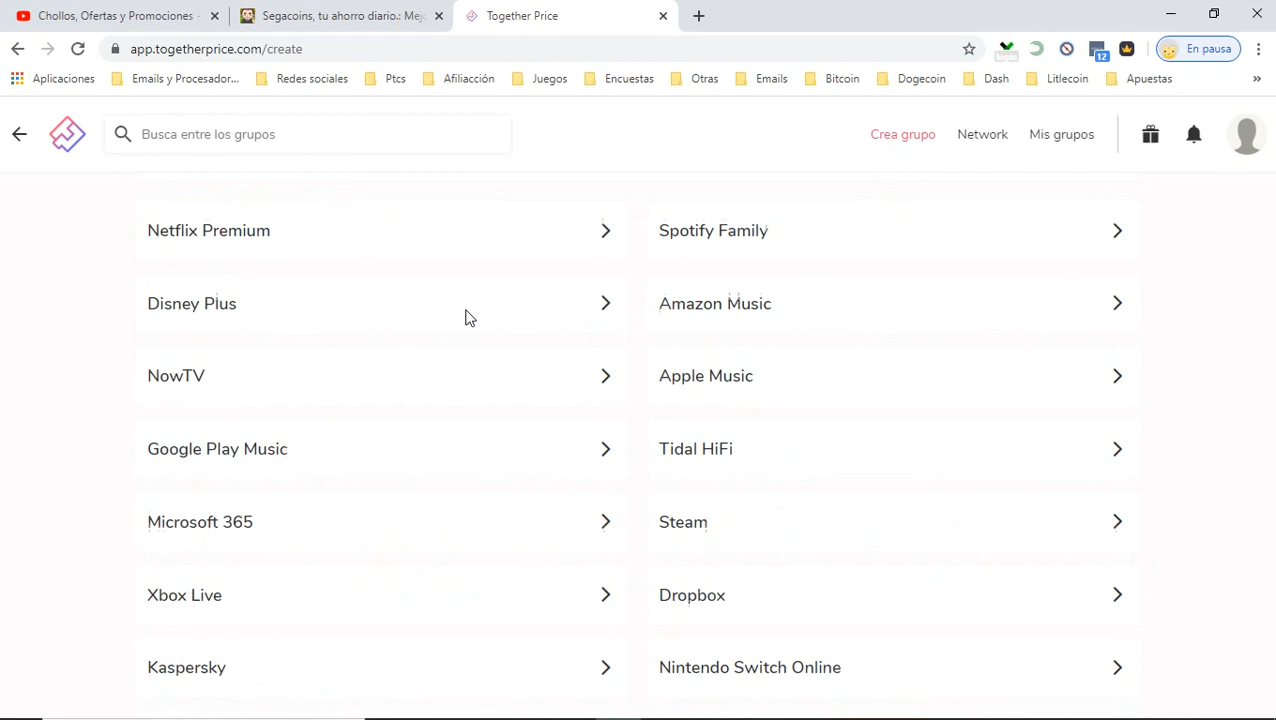 Chollos, Ofertas y Promociones -
Segacoins, tu ahorro diario.: Mejo
Together Price
app.togetherprice.com/create
12
En pausa
Aplicaciones
Emails y Procesador...
Redes sociales
Ptcs
Afiliacción
Juegos
Encuestas
Otras
Emails
Bitcoin
Dogecoin
Dash
Litlecoin
Apuestas
»
Busca entre los grupos
Crea grupo
Network
Mis grupos
Netflix Premium
Spotify Family
Disney Plus
Amazon Music
NowTV
Apple Music
Google Play Music
Tidal HiFi
Microsoft 365
Steam
Xbox Live
Dropbox
Kaspersky
Nintendo Switch Online